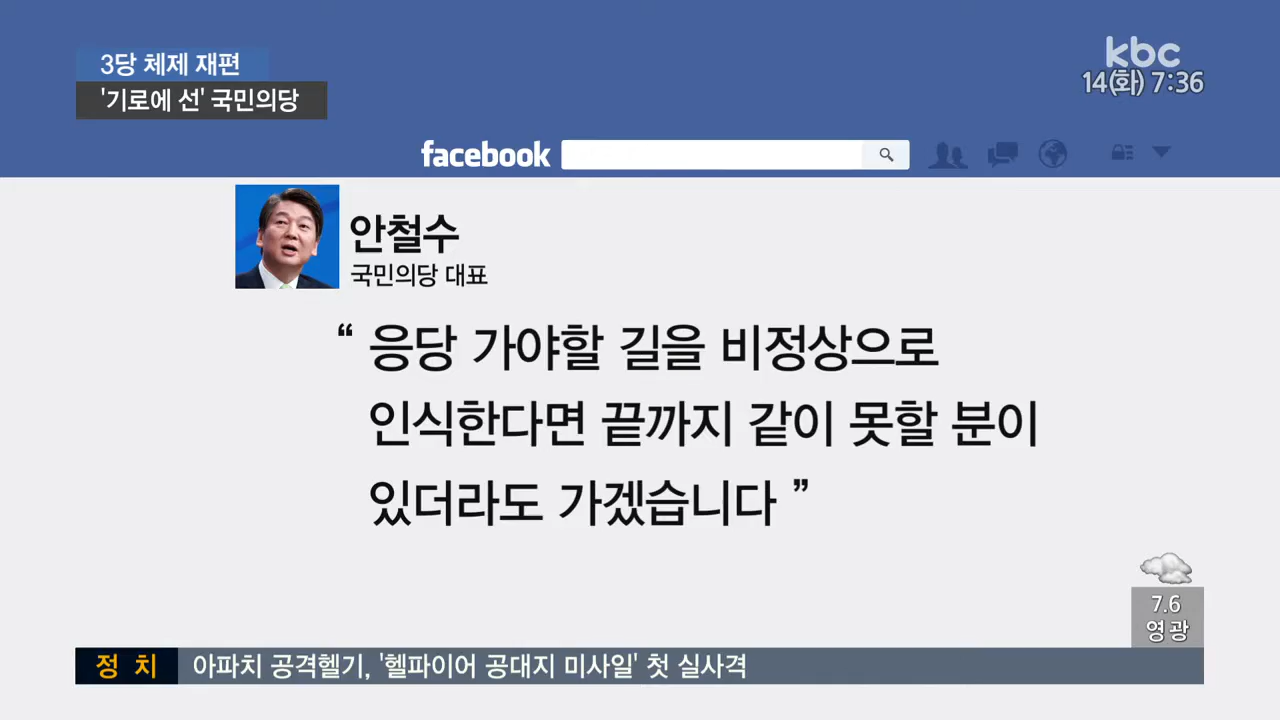 3당 체제 재편
'기로에 선' 국민의당
kbc
14(화) 7:36
facebook
안철수
국민의당 대표
“ 응당 가야할 길을 비정상으로
인식한다면 끝까지 같이 못할 분이
있더라도 가겠습니다 ”
7.6
영광
정 치 아파치 공격헬기, '헬파이어 공대지 미사일' 첫 실사격